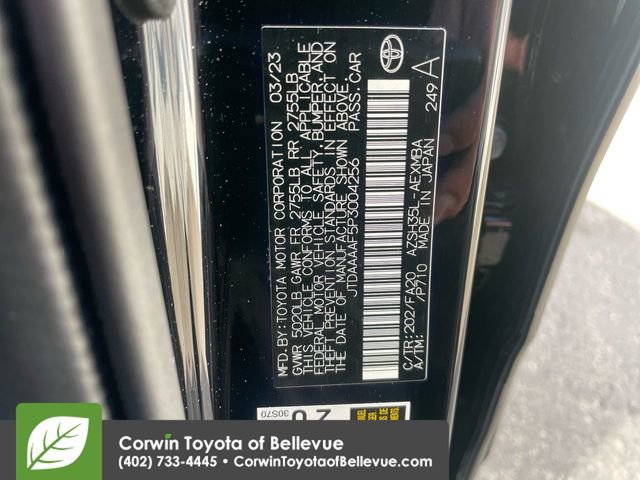 MFD. BY:TOYOTA MOTOR CORPORATION 03/23
GVWR 5020LB GAWR FR 2755LB RR 2755LB
THIS VEHICLE CONFORMS TO ALL APPLICABLE
FEDERAL MOTOR VEHICLE SAFETY, BUMPER, AND
THEFT PREVENTION STANDARDS IN EFFECT ON
THE DATE OF MANUFACTURE SHOWN ABOVE.
JTDAAAAF5P3004256 PASS.CAR
C/TR:202/FA20 AZSH35L-AEXMBA 249 A
A/TM: /P710 MADE IN JAPAN
30S70
Corwin Toyota of Bellevue
(402) 733-4445 • CorwinToyotaofBellevue.com